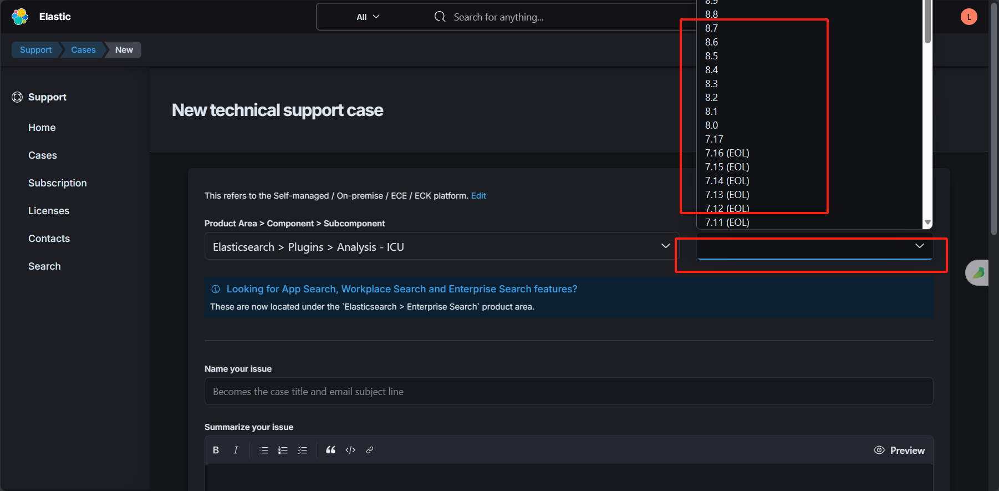 Elastic
All
Search for anything...
L
Support
Cases
New
Support
Home
Cases
Subscription
Licenses
Contacts
Search
New technical support case
This refers to the Self-managed / On-premise / ECE / ECK platform. Edit
Product Area > Component > Subcomponent
Elasticsearch > Plugins > Analysis - ICU
8.9
8.8
8.7
8.6
8.5
8.4
8.3
8.2
8.1
8.0
7.17
7.16 (EOL)
7.15 (EOL)
7.14 (EOL)
7.13 (EOL)
7.12 (EOL)
7.11 (EOL)
Looking for App Search, Workplace Search and Enterprise Search features?
These are now located under the `Elasticsearch > Enterprise Search` product area.
Name your issue
Becomes the case title and email subject line
Summarize your issue
Preview